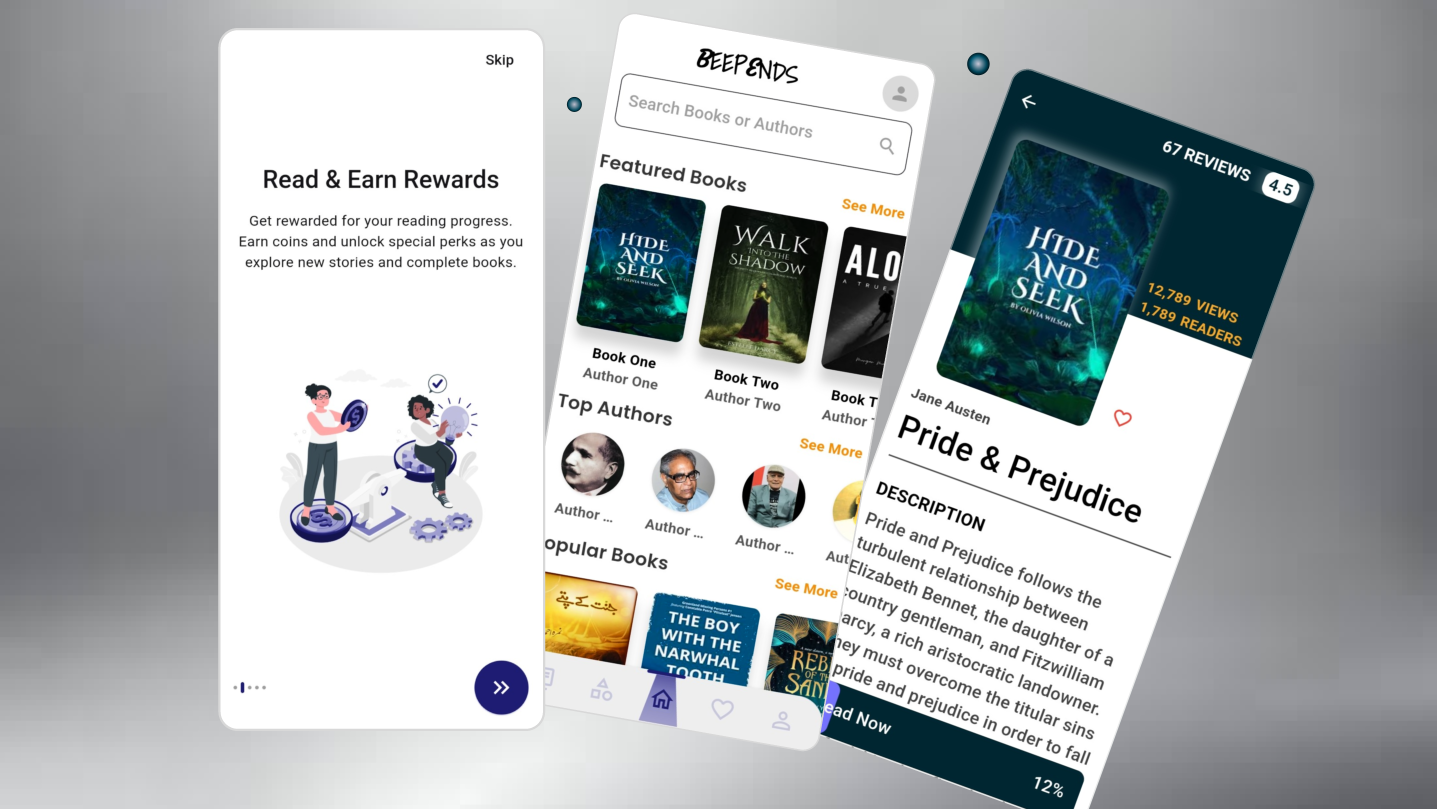 Skip
Read & Earn Rewards
Get rewarded for your reading progress.
Earn coins and unlock special perks as you
explore new stories and complete books.
BEEPENDS
Search Books or Authors
Featured Books
See More
HIDE
AND
SEEK
BY OLIVIA WILSON
WALK
INTO THE
SHADOW
ALO
A TRUE
Book One
Author One
Book Two
Author Two
Book T
Author T
Top Authors
See More
Author ...
Author ...
Author ...
Aut
opular Books
See More
جنت کے پتے
THE BOY
WITH THE
NARWHAL
TOOTH
REB
OF TH
SAN
67 REVIEWS
4.5
HIDE
AND
SEEK
BY OLIVIA WILSON
12,789 VIEWS
1,789 READERS
Jane Austen
Pride & Prejudice
DESCRIPTION
Pride and Prejudice follows the
turbulent relationship between
Elizabeth Bennet, the daughter of a
country gentleman, and Fitzwilliam
arcy, a rich aristocratic landowner.
hey must overcome the titular sins
pride and prejudice in order to fall
ead Now
12%